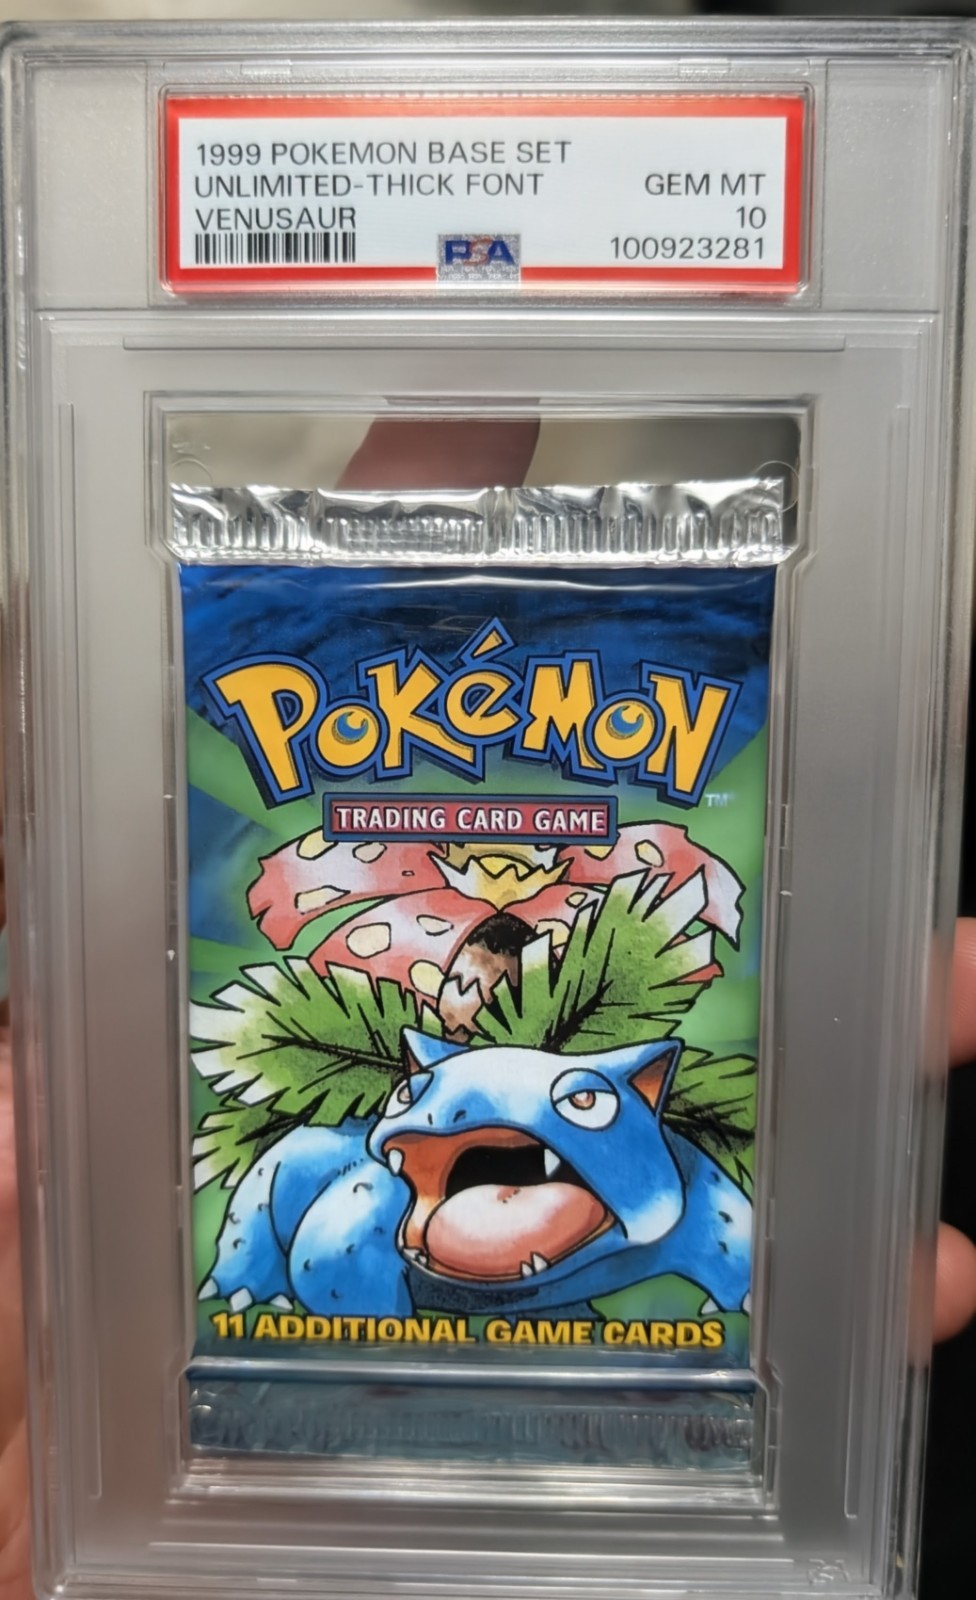 1999 POKEMON BASE SET
UNLIMITED-THICK FONT GEM MT
VENUSAUR 10
PSA 100923281
POKéMON
TM
TRADING CARD GAME
11 ADDITIONAL GAME CARDS
PSA